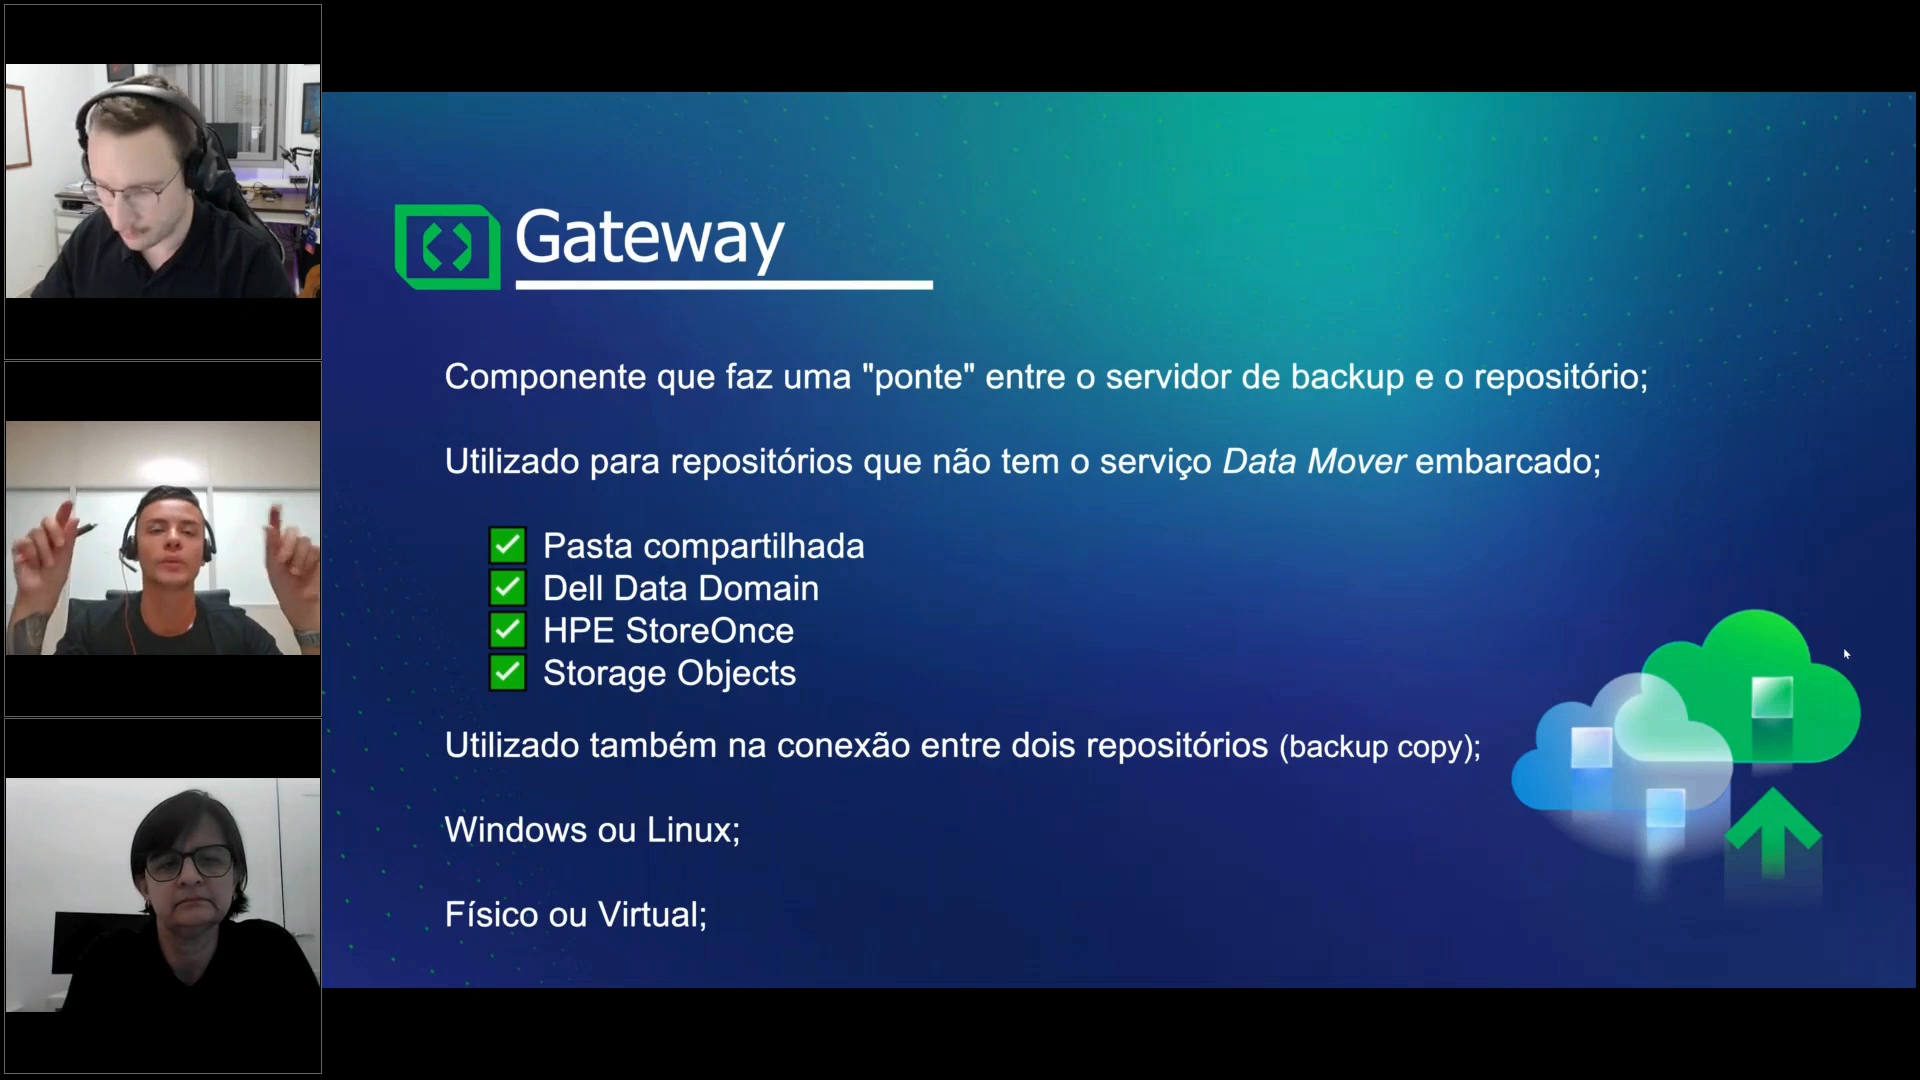 Gateway
Componente que faz uma "ponte" entre o servidor de backup e o repositório;
Utilizado para repositórios que não tem o serviço Data Mover embarcado;
Pasta compartilhada
Dell Data Domain
HPE StoreOnce
Storage Objects
Utilizado também na conexão entre dois repositórios (backup copy);
Windows ou Linux;
Físico ou Virtual;